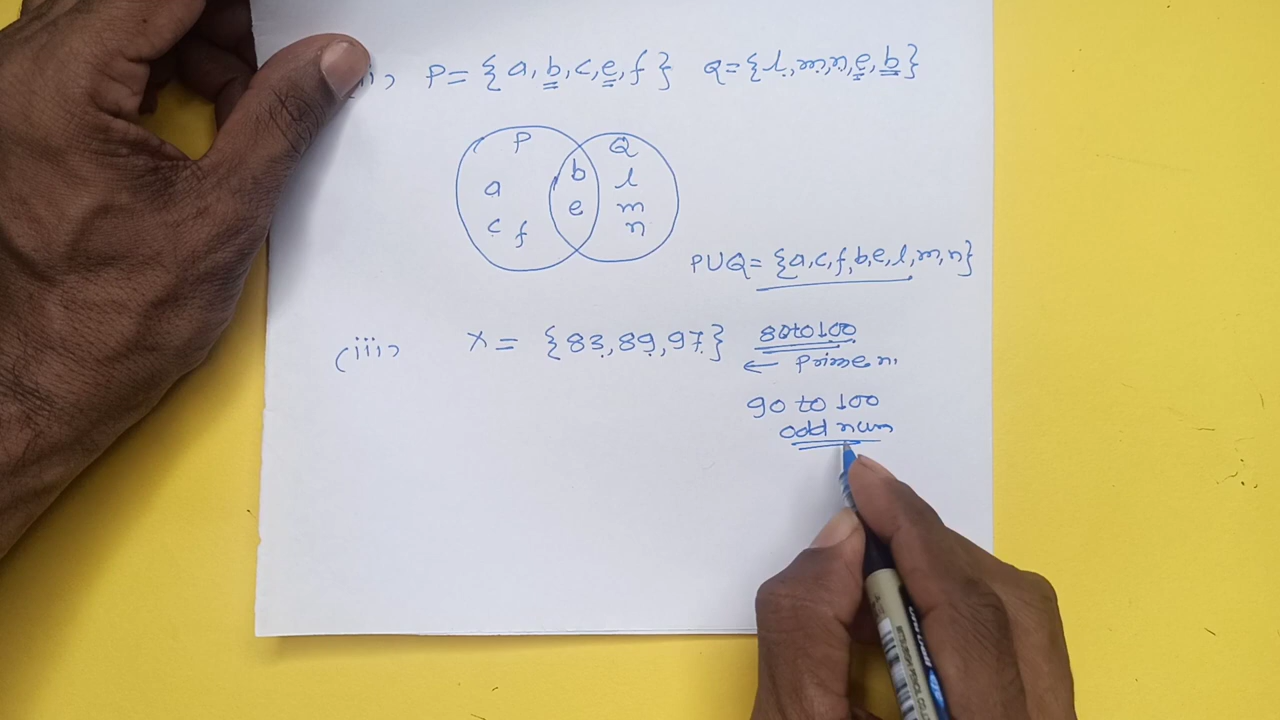 ii) P = {a, b, c, e, f} Q = {l, m, n, e, b}
P Q
a b l
e m
c f n
P∪Q = {a, c, f, b, e, l, m, n}
(iii) X = {83, 89, 97} 80 to 100
← Prime n.
90 to 100
odd num